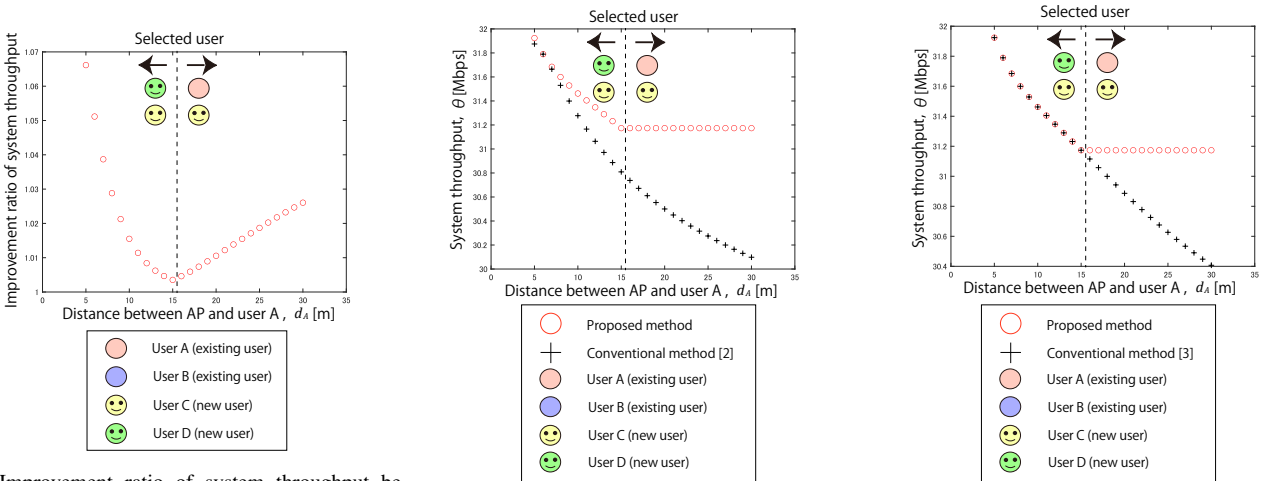 Selected user
Improvement ratio of system throughput
1.07
1.06
1.05
1.04
1.03
1.02
1.01
1
0 5 10 15 20 25 30 35
Distance between AP and user A , d_A [m]
User A (existing user)
User B (existing user)
User C (new user)
User D (new user)
Improvement ratio of system throughput be-
Selected user
System throughput, θ [Mbps]
32
31.8
31.6
31.4
31.2
31
30.8
30.6
30.4
30.2
30
0 5 10 15 20 25 30 35
Distance between AP and user A , d_A [m]
Proposed method
Conventional method [2]
User A (existing user)
User B (existing user)
User C (new user)
User D (new user)
Selected user
System throughput, θ [Mbps]
32
31.8
31.6
31.4
31.2
31
30.8
30.6
30.4
0 5 10 15 20 25 30 35
Distance between AP and user A , d_A [m]
Proposed method
Conventional method [3]
User A (existing user)
User B (existing user)
User C (new user)
User D (new user)